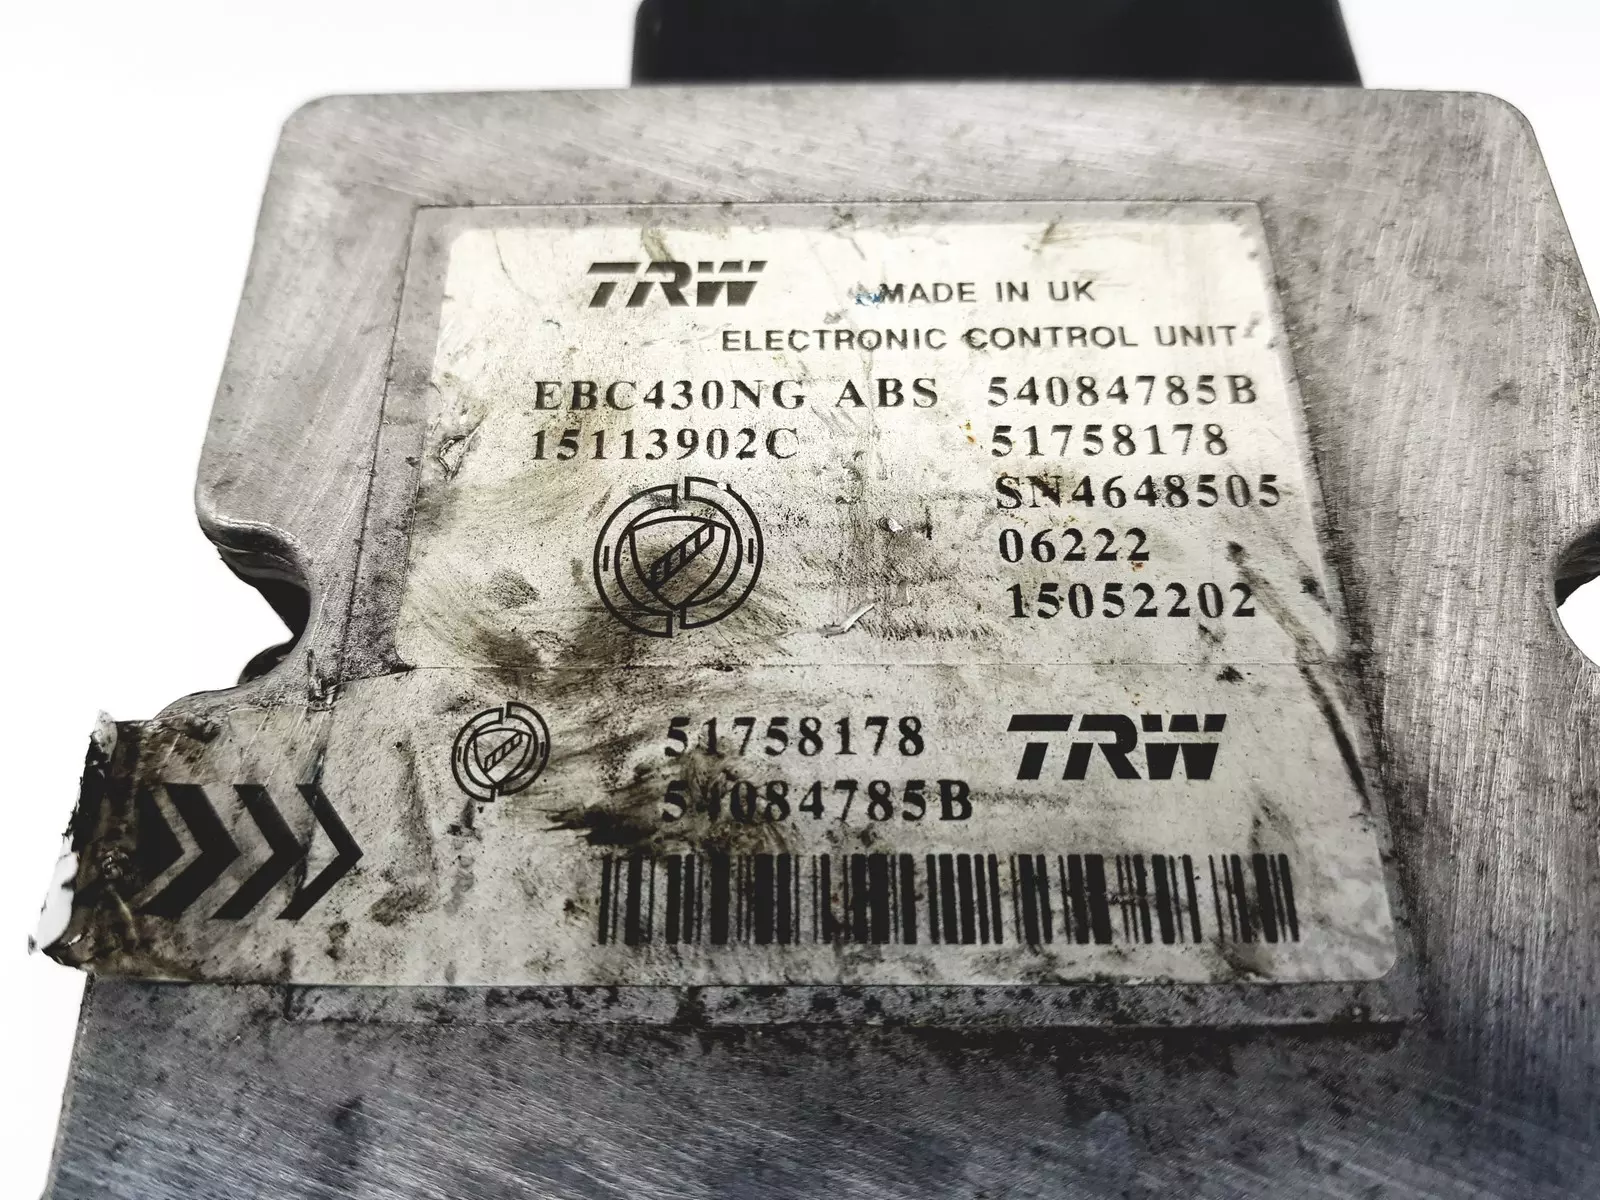 TRW MADE IN UK
ELECTRONIC CONTROL UNIT
EBC430NG ABS 54084785B
15113902C 51758178
SN4648505
06222
15052202
51758178 TRW
54084785B